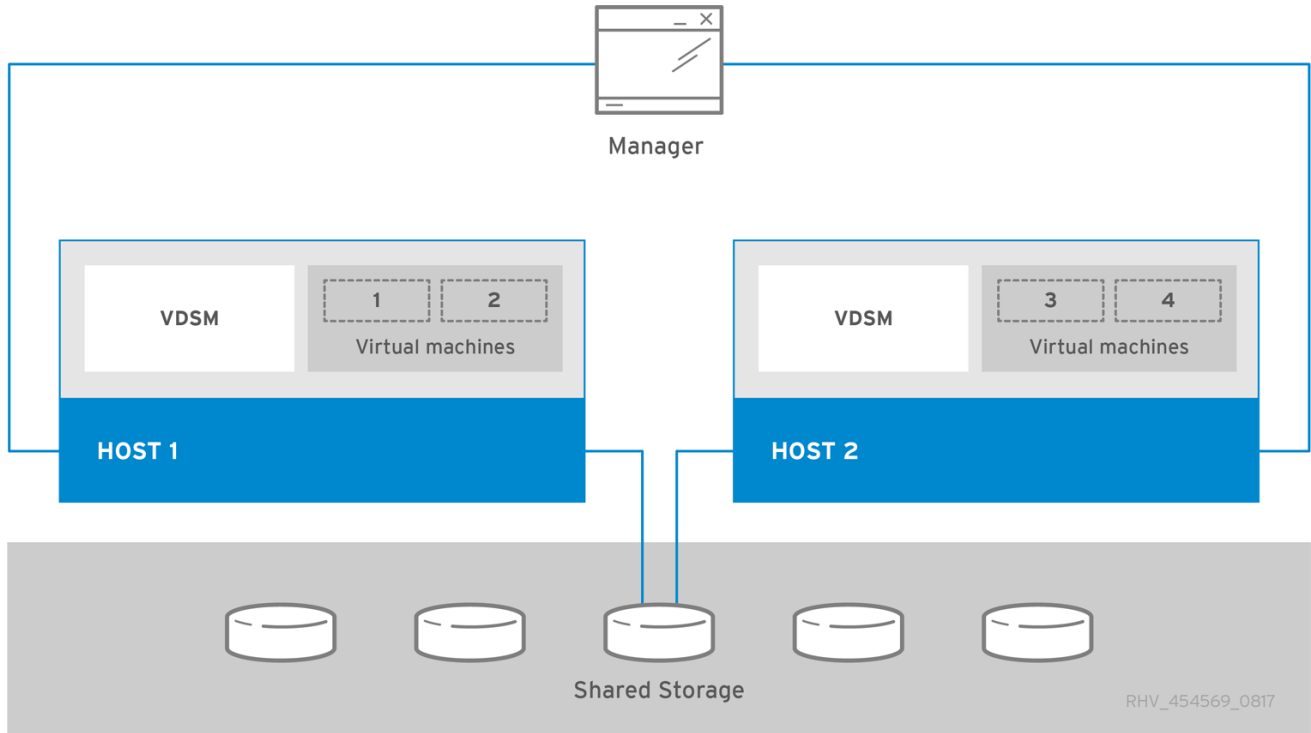 Manager
VDSM
1
2
Virtual machines
HOST 1
VDSM
3
4
Virtual machines
HOST 2
Shared Storage
RHV_454569_0817